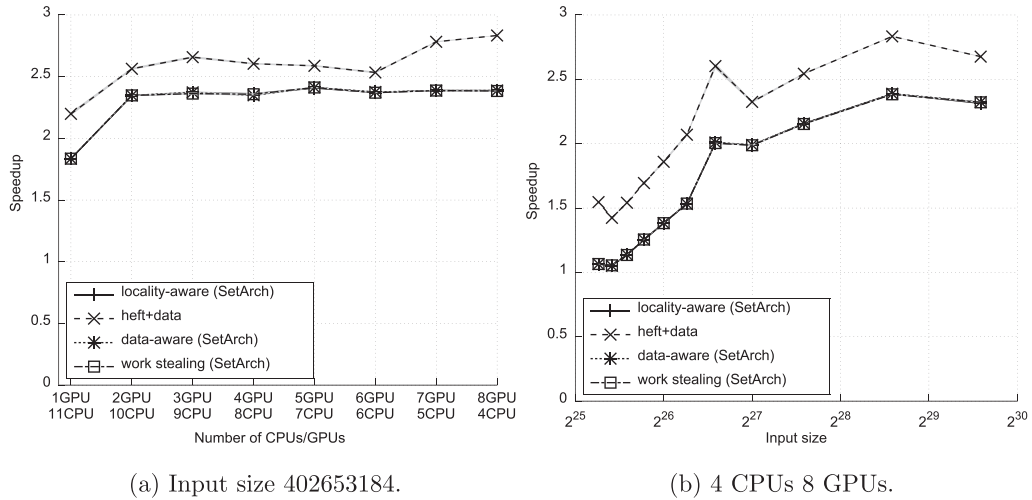 3
2.5
2
1.5
1
0.5
0
Speedup
locality-aware (SetArch)
heft+data
data-aware (SetArch)
work stealing (SetArch)
1GPU 2GPU 3GPU 4GPU 5GPU 6GPU 7GPU 8GPU
11CPU 10CPU 9CPU 8CPU 7CPU 6CPU 5CPU 4CPU
Number of CPUs/GPUs
(a) Input size 402653184.
3
2.5
2
1.5
1
0.5
0
Speedup
locality-aware (SetArch)
heft+data
data-aware (SetArch)
work stealing (SetArch)
2^25 2^26 2^27 2^28 2^29 2^30
Input size
(b) 4 CPUs 8 GPUs.